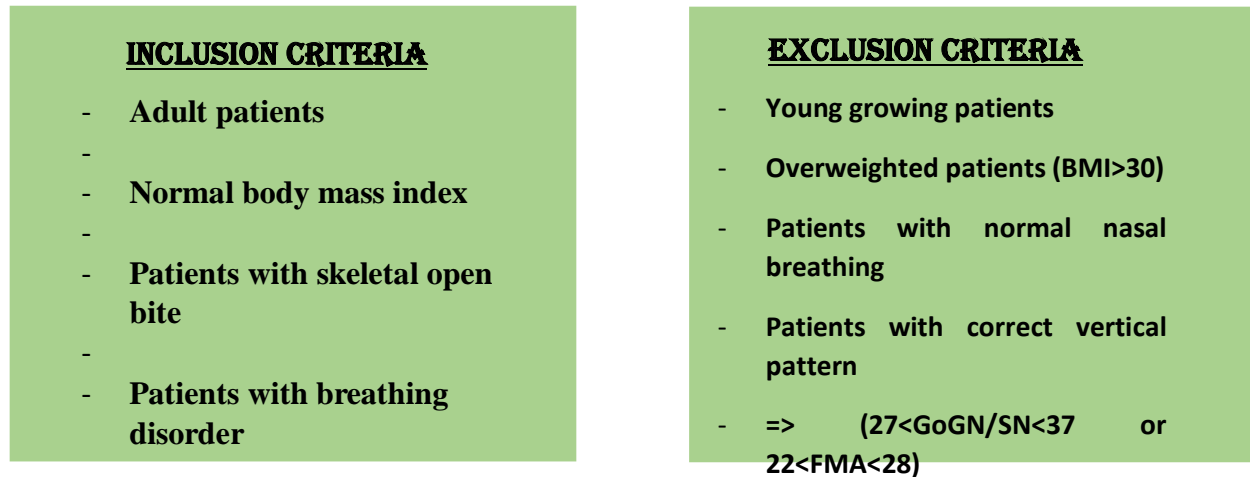 INCLUSION CRITERIA
- Adult patients
-
- Normal body mass index
-
- Patients with skeletal open
bite
-
- Patients with breathing
disorder
EXCLUSION CRITERIA
- Young growing patients
- Overweighted patients (BMI>30)
- Patients with normal nasal
breathing
- Patients with correct vertical
pattern
- => (27<GoGN/SN<37 or
22<FMA<28)